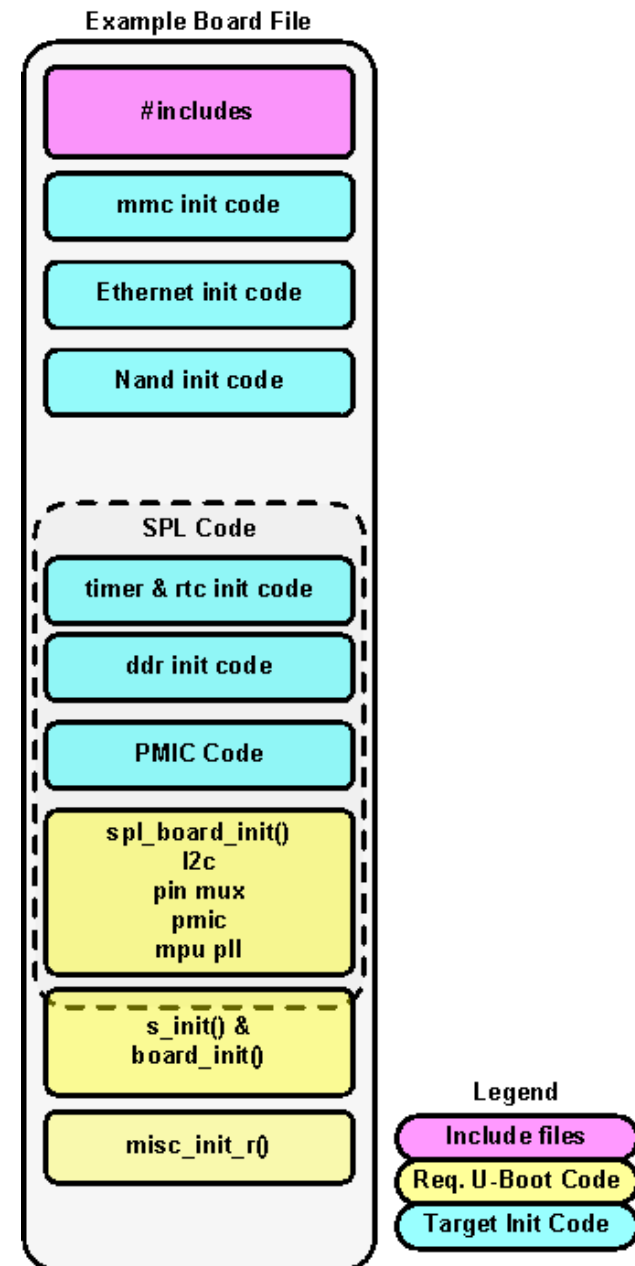 Example Board File
#includes
mmc init code
Ethernet init code
Nand init code
SPL Code
timer & rtc init code
ddr init code
PMIC Code
spl_board_init()
I2c
pin mux
pmic
mpu pll
s_init() &
board_init()
misc_init_r()
Legend
Include files
Req. U-Boot Code
Target Init Code